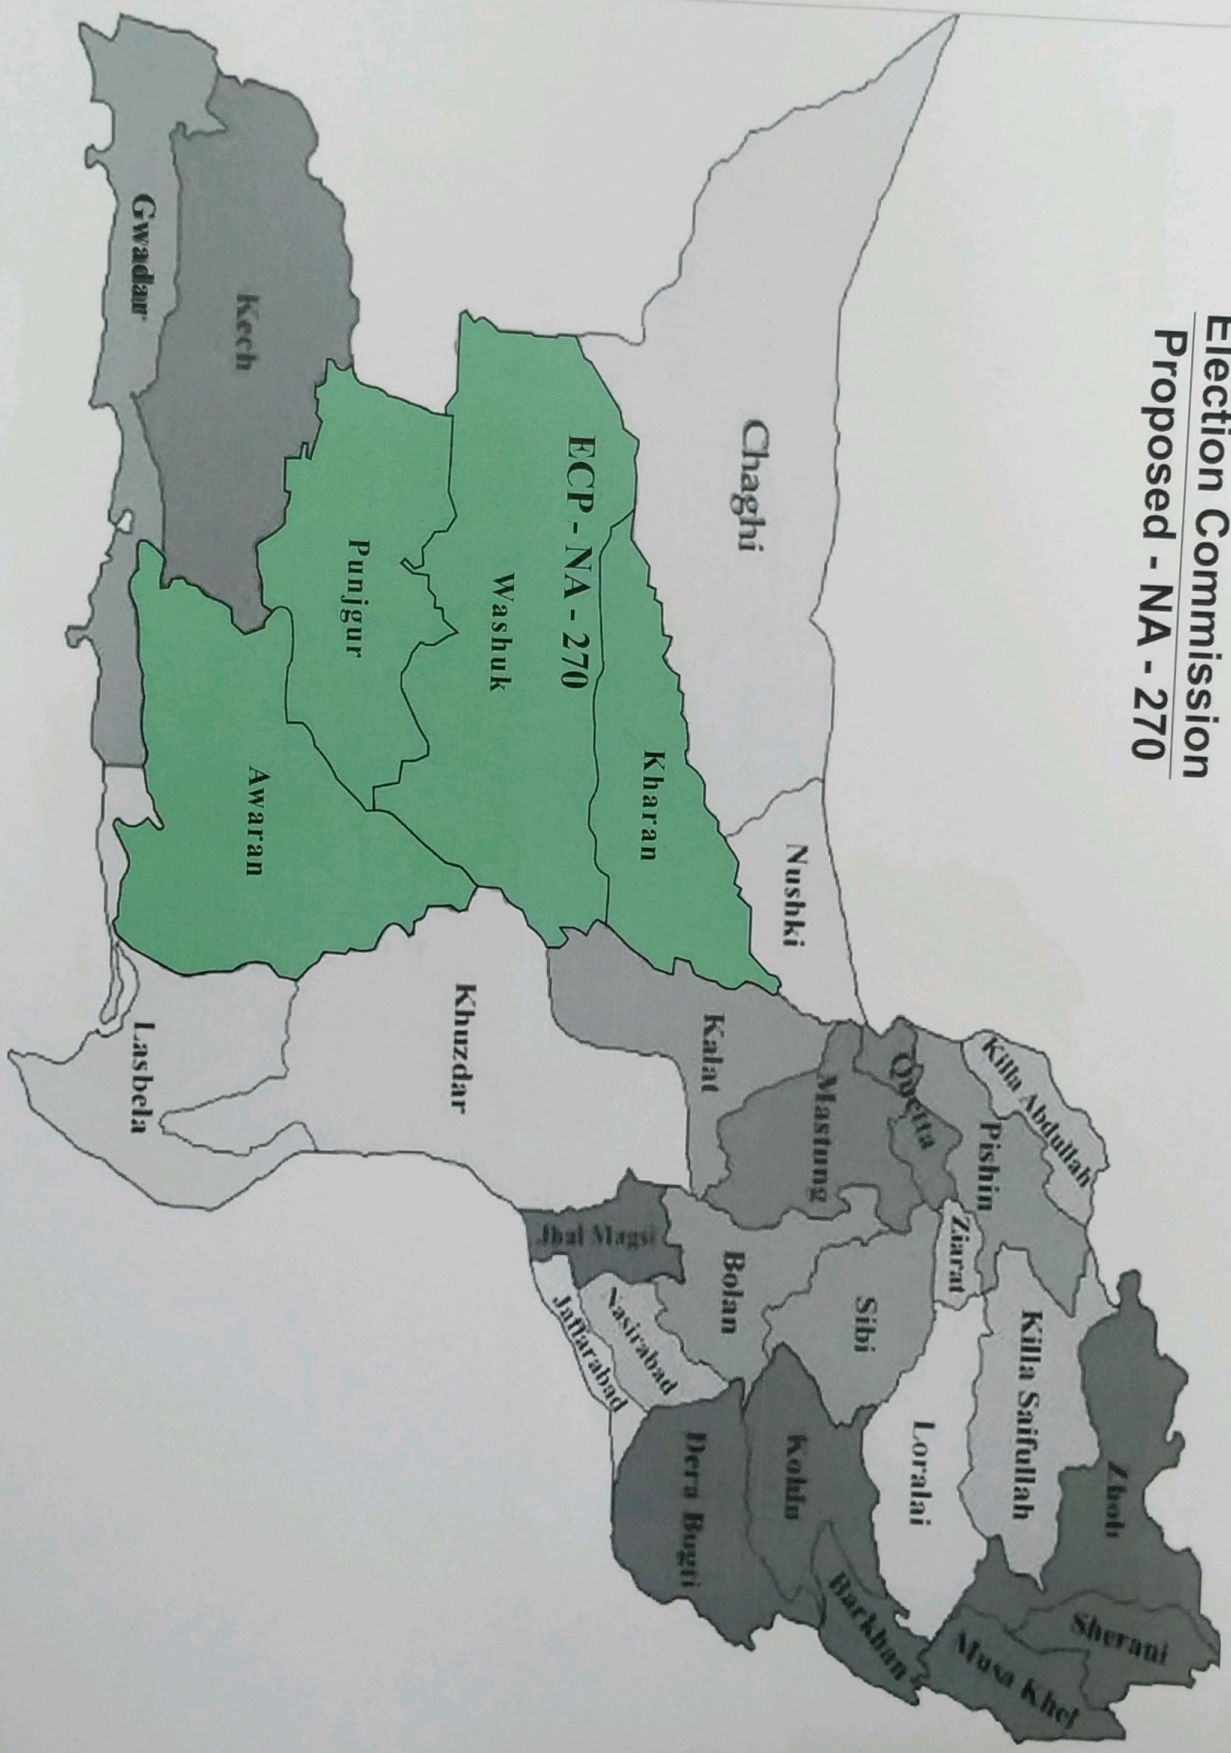 Election Commission
Proposed - NA - 270
Chaghi
Nushki
ECP - NA - 270
Kharan
Washuk
Punjgur
Awaran
Kech
Gwadar
Lasbela
Khuzdar
Kalat
Mastung
Quetta
Killa Abdullah
Pishin
Ziarat
Sibi
Bolan
Jhal Magsi
Nasirabad
Jaffarabad
Killa Saifullah
Loralai
Zhob
Sherani
Musa Khel
Barkhan
Kohlu
Dera Bugti